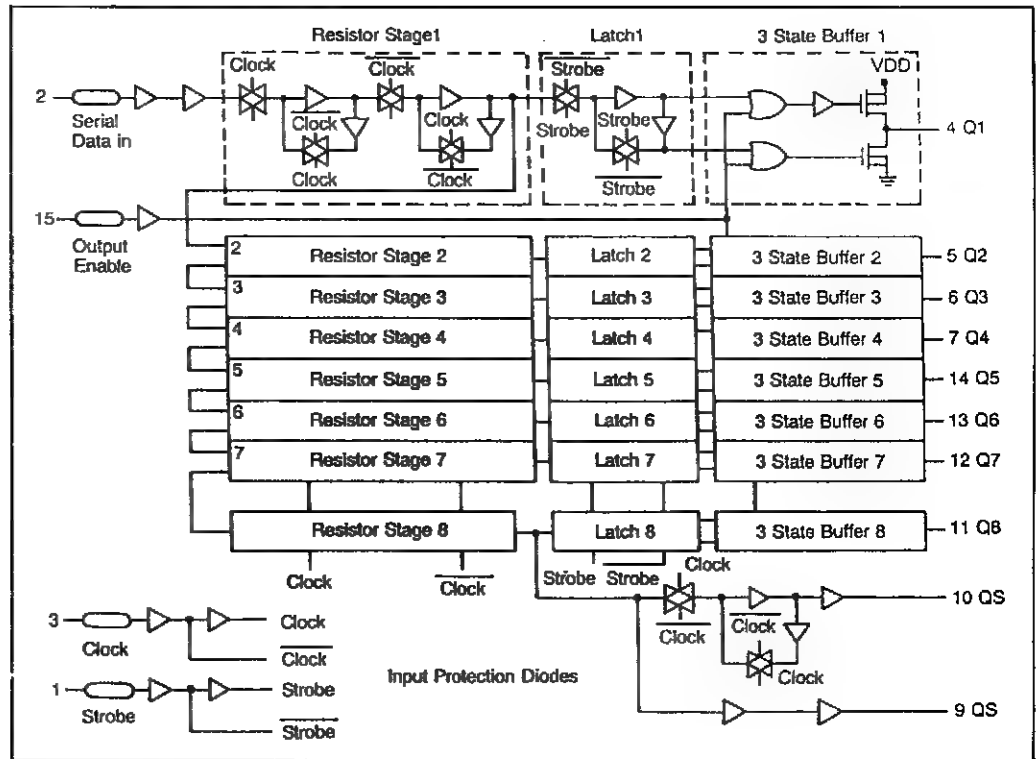 Resistor Stage1
Latch1
3 State Buffer 1
Clock
Clock
Strobe
VDD
2
Serial
Data in
Clock
Clock
Clock
Clock
Strobe
Strobe
Strobe
4 Q1
15
Output
Enable
2 Resistor Stage 2 Latch 2 3 State Buffer 2 5 Q2
3 Resistor Stage 3 Latch 3 3 State Buffer 3 6 Q3
4 Resistor Stage 4 Latch 4 3 State Buffer 4 7 Q4
5 Resistor Stage 5 Latch 5 3 State Buffer 5 14 Q5
6 Resistor Stage 6 Latch 6 3 State Buffer 6 13 Q6
7 Resistor Stage 7 Latch 7 3 State Buffer 7 12 Q7
Resistor Stage 8 Latch 8 3 State Buffer 8 11 Q8
Clock Clock Strobe Strobe Clock
10 QS
Clock Clock
Clock
3 Clock Clock
Clock
Input Protection Diodes
1 Strobe Strobe
Strobe
9 QS